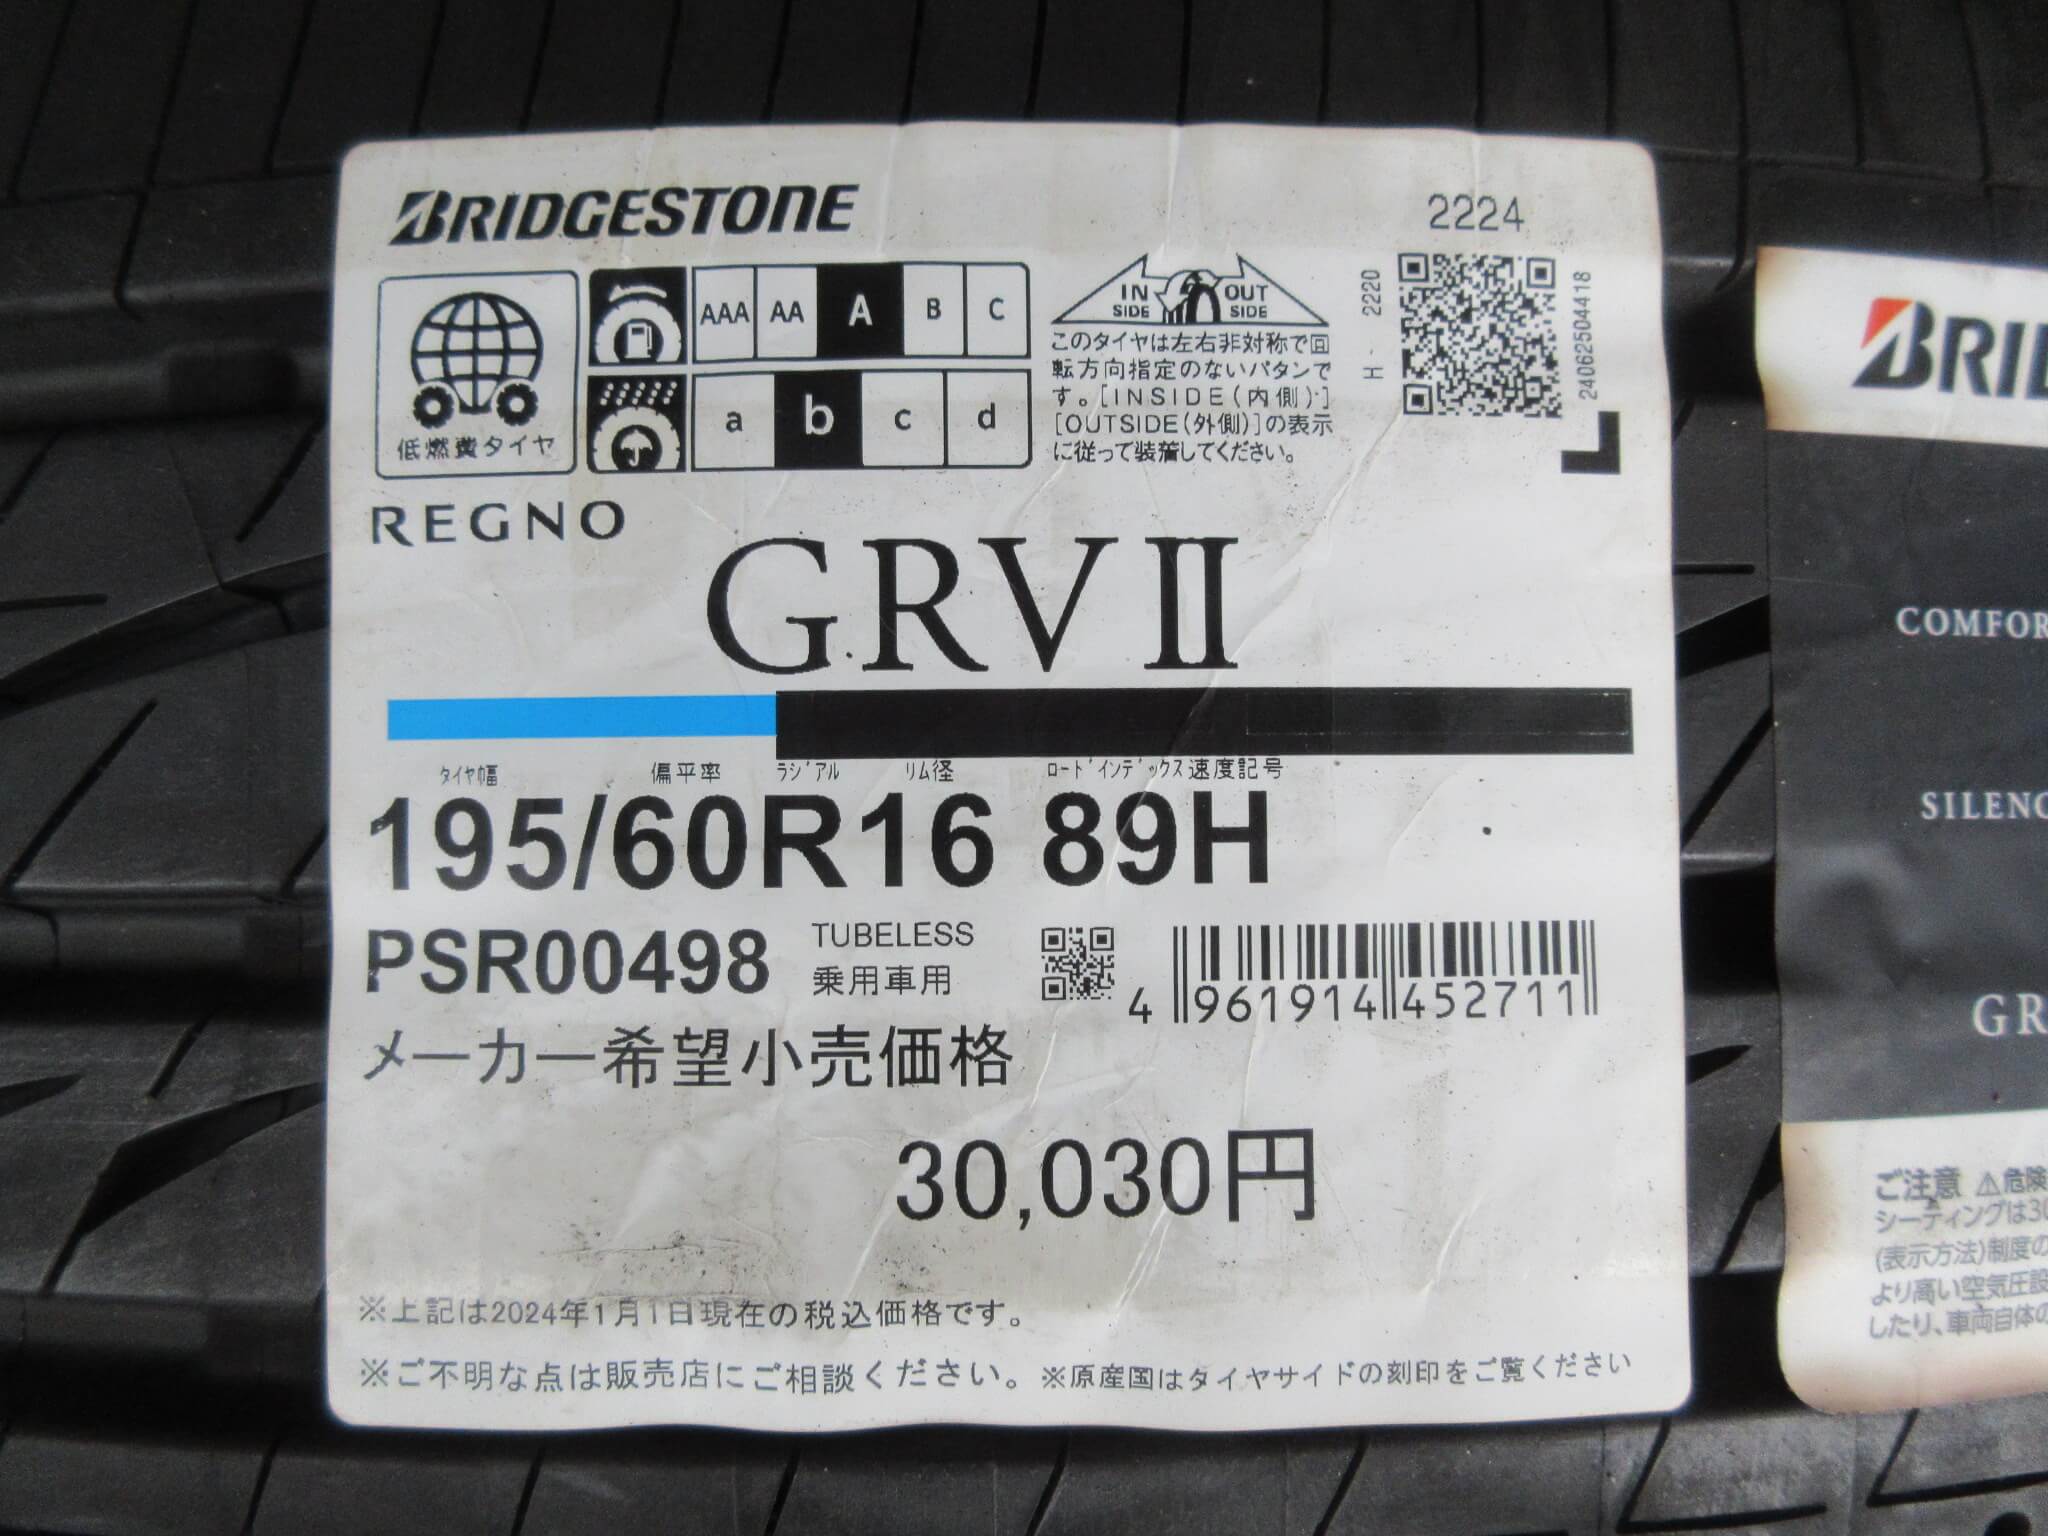 BRIDGESTONE
2224
低燃費タイヤ
AAA AA A B C
a b c d
IN SIDE OUT SIDE
このタイヤは左右非対称で回
転方向指定のないパタンで
す。[INSIDE(内側)]
[OUTSIDE(外側)]の表示
に従って装着してください。
H - 2220
24062504418
REGNO
GRVⅡ
タイヤ幅 偏平率 ラジアル リム径 ロードインデックス 速度記号
195/60R16 89H
PSR00498
TUBELESS
乗用車用
4 961914 452711
メーカー希望小売価格
30,030円
※上記は2024年1月1日現在の税込価格です。
※ご不明な点は販売店にご相談ください。※原産国はタイヤサイドの刻印をご覧ください
BRI
COMFOR
SILENC
GR
ご注意 ⚠危険
シーティングは30
(表示方法)制度の
より高い空気圧設
したり、車両自体の